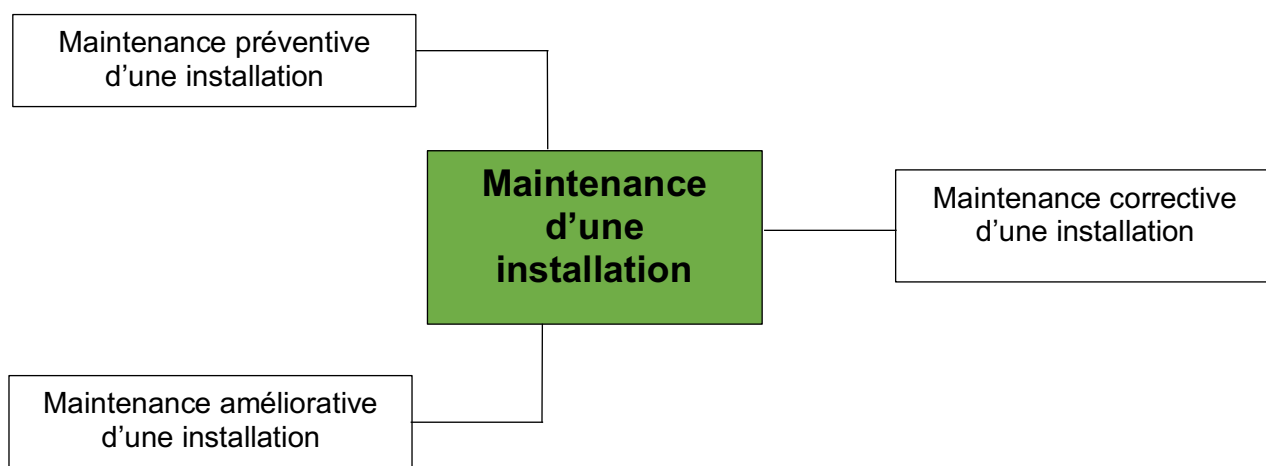 Maintenance préventive
d’une installation
Maintenance
d’une
installation
Maintenance corrective
d’une installation
Maintenance améliorative
d’une installation